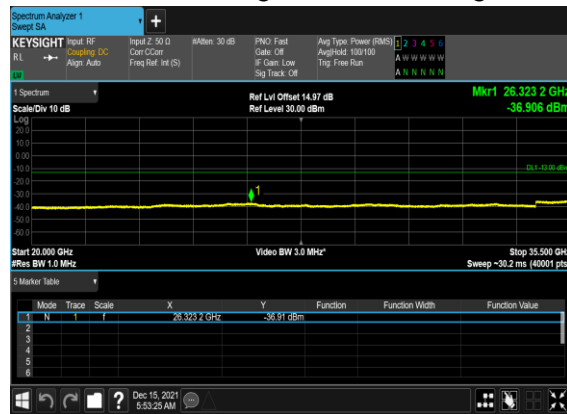 Spectrum Analyzer 1
Swept SA
KEYSIGHT Input: RF Input Z: 50 Ω #Atten: 30 dB PNO: Fast Avg Type: Power (RMS) 1 2 3 4 5 6
RL Coupling: DC Corr CCorr Gate: Off Avg|Hold: 100/100 A W W W W W
Align: Auto Freq Ref: Int (S) IF Gain: Low Trig: Free Run
Sig Track: Off A N N N N N
1 Spectrum Ref Lvl Offset 14.97 dB Mkr1 26.323 2 GHz
Scale/Div 10 dB Ref Level 30.00 dBm -36.906 dBm
Log
20.0
10.0
0.00
-10.0
DL1 -13.00 dBm
-20.0
-30.0
1
-40.0
-50.0
-60.0
Start 20.000 GHz Video BW 3.0 MHz* Stop 35.500 GHz
#Res BW 1.0 MHz Sweep ~30.2 ms (40001 pts
5 Marker Table
Mode Trace Scale X Y Function Function Width Function Value
1 N 1 f 26.323 2 GHz -36.91 dBm
2
3
4
5
6
? Dec 15, 2021
5:53:25 AM